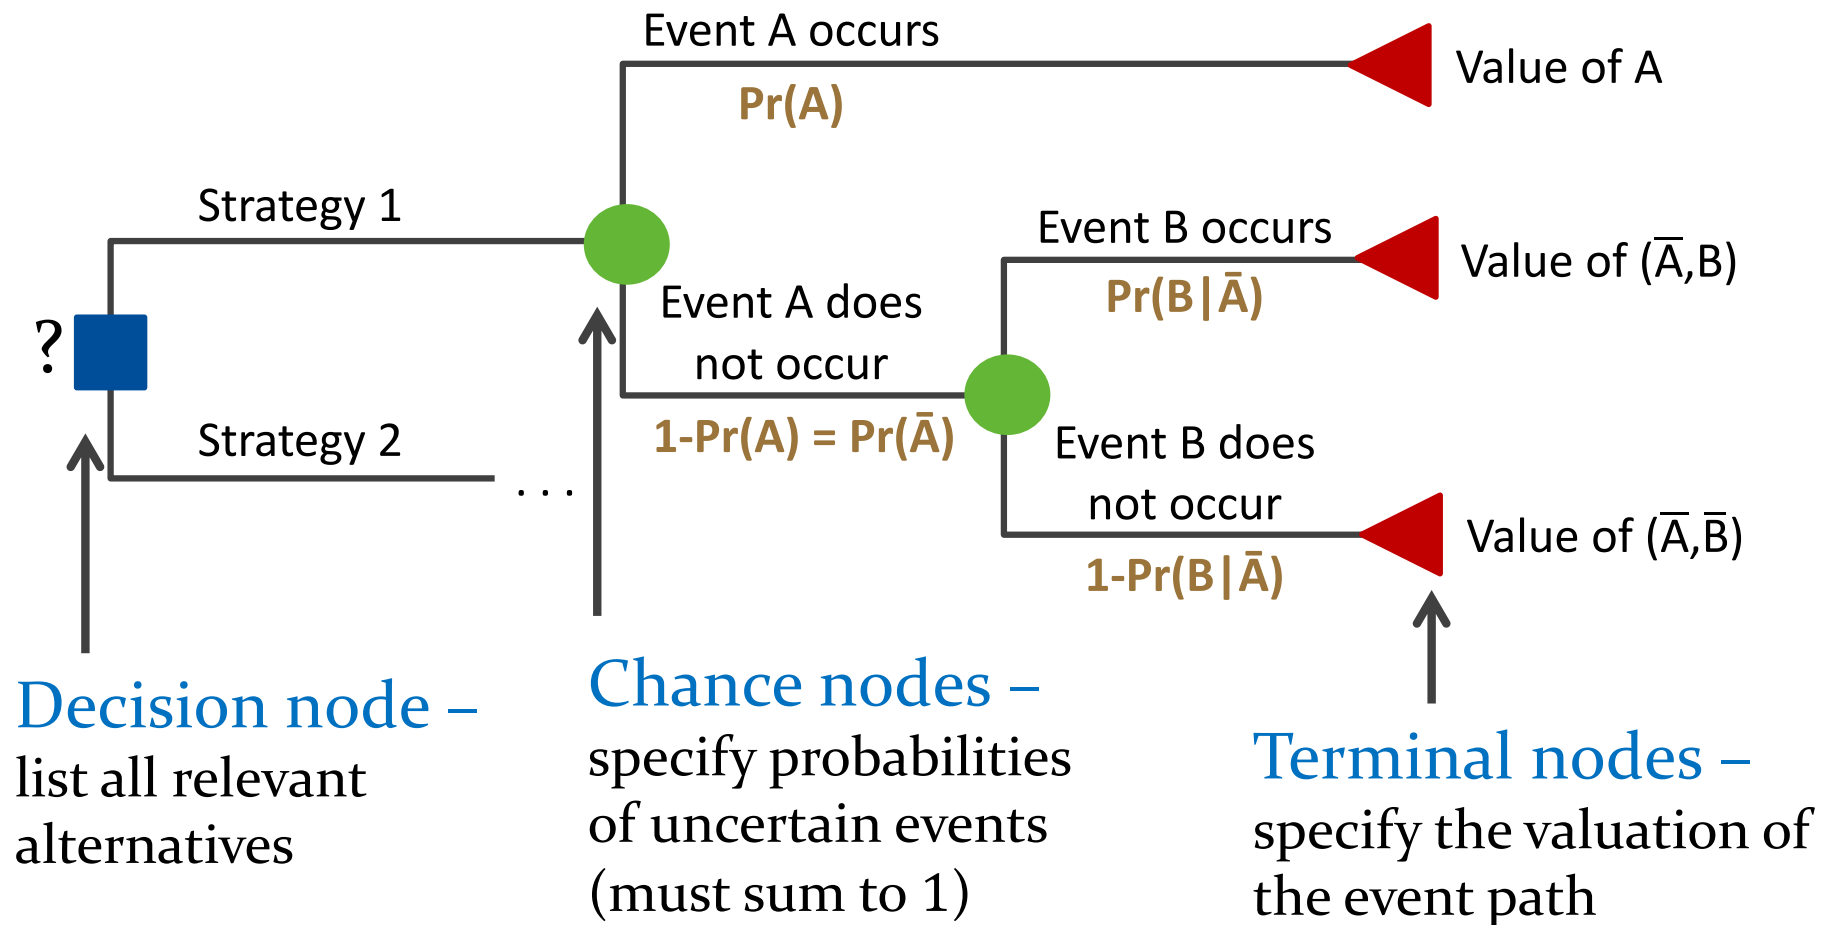 Event A occurs
Pr(A)
Value of A
Strategy 1
Event B occurs
Pr(B|Ā)
Value of (A̅,B)
Event A does
not occur
1-Pr(A) = Pr(Ā)
?
Strategy 2
. . .
Event B does
not occur
1-Pr(B|Ā)
Value of (A̅,B̅)
Decision node –
list all relevant
alternatives
Chance nodes –
specify probabilities
of uncertain events
(must sum to 1)
Terminal nodes –
specify the valuation of
the event path